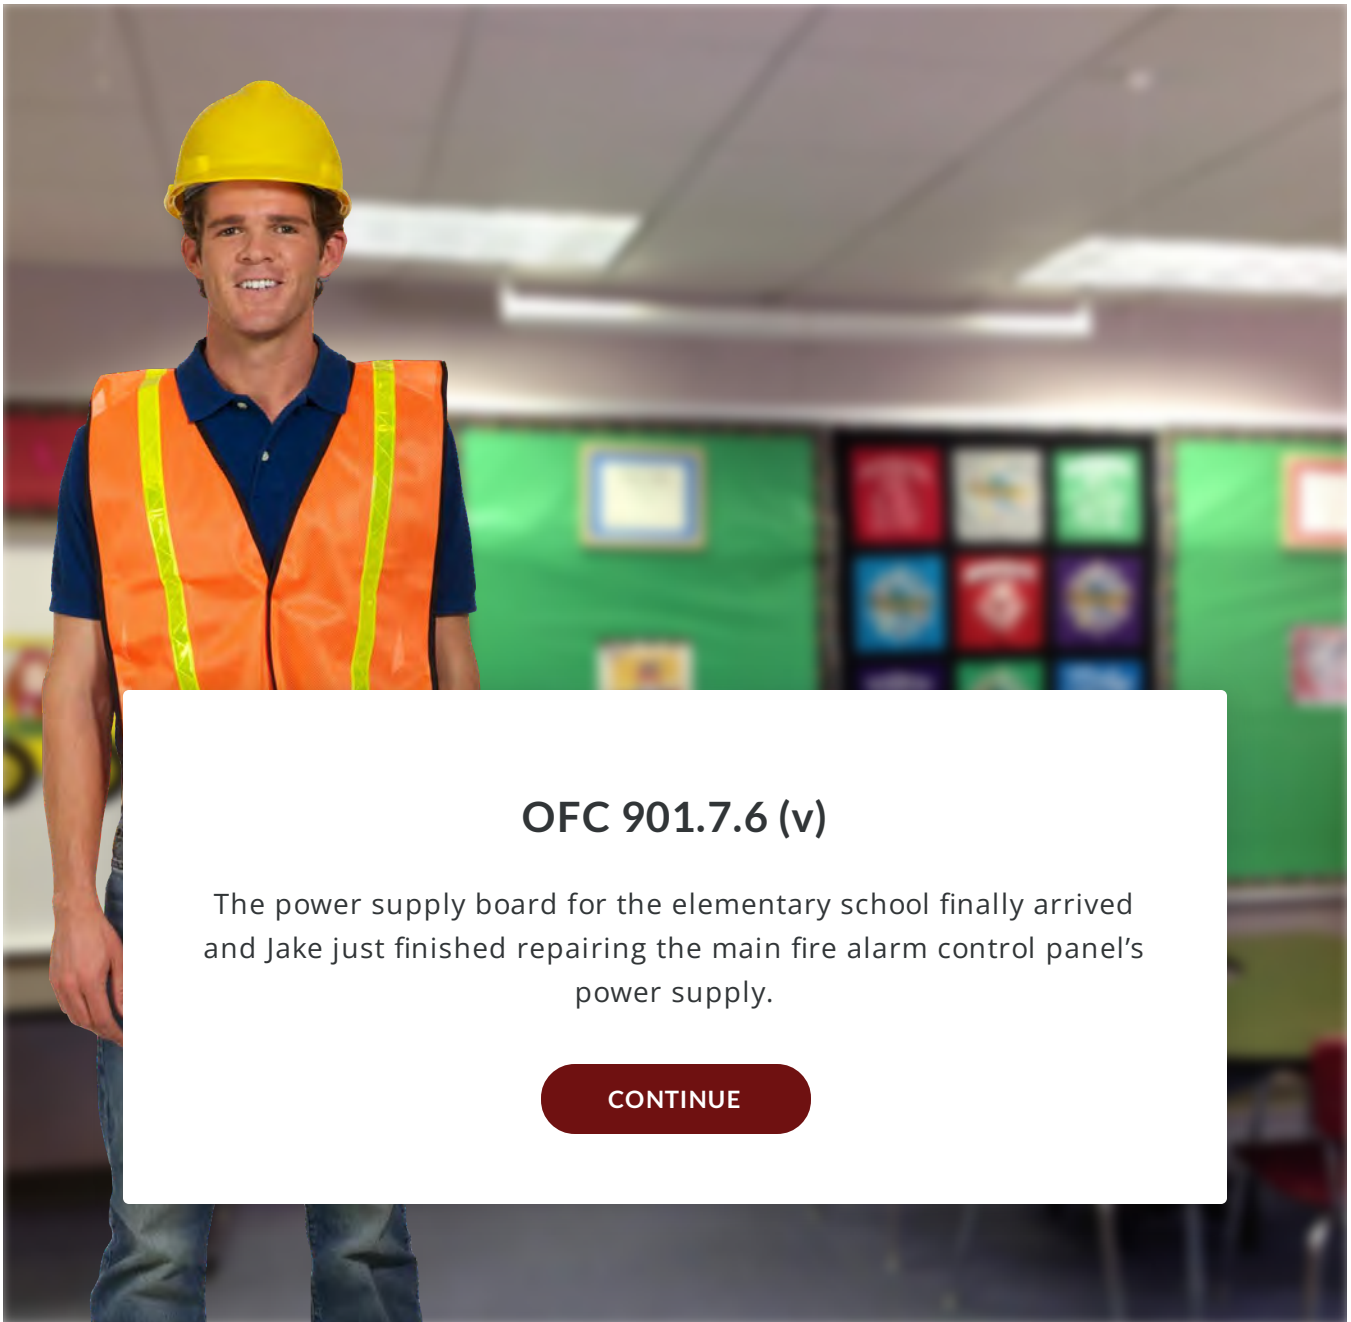 OFC 901.7.6 (v)
The power supply board for the elementary school finally arrived
and Jake just finished repairing the main fire alarm control panel’s
power supply.
CONTINUE